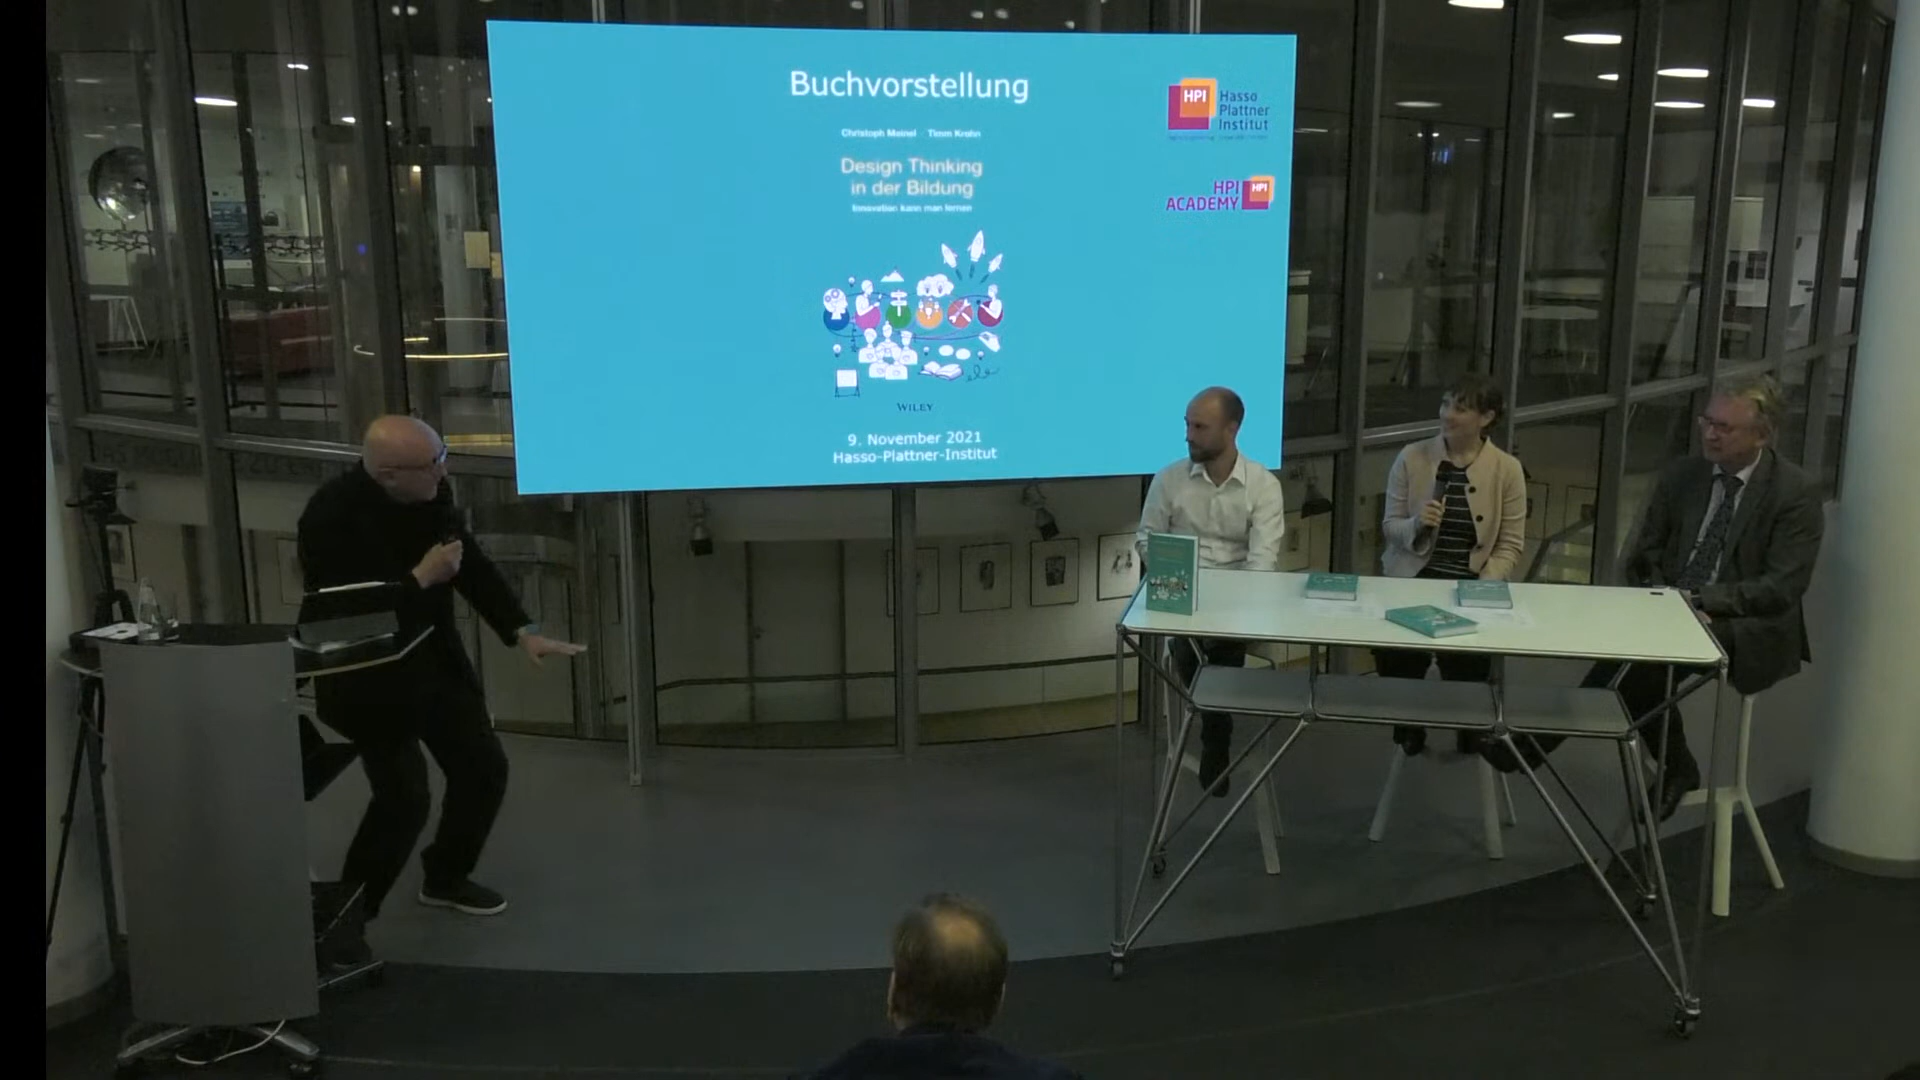 Buchvorstellung
Christoph Meinel Timm Krohn
Design Thinking
in der Bildung
Innovation kann man lernen
WILEY
9. November 2021
Hasso-Plattner-Institut
HPI
Hasso
Plattner
Institut
HPI
ACADEMY
HPI